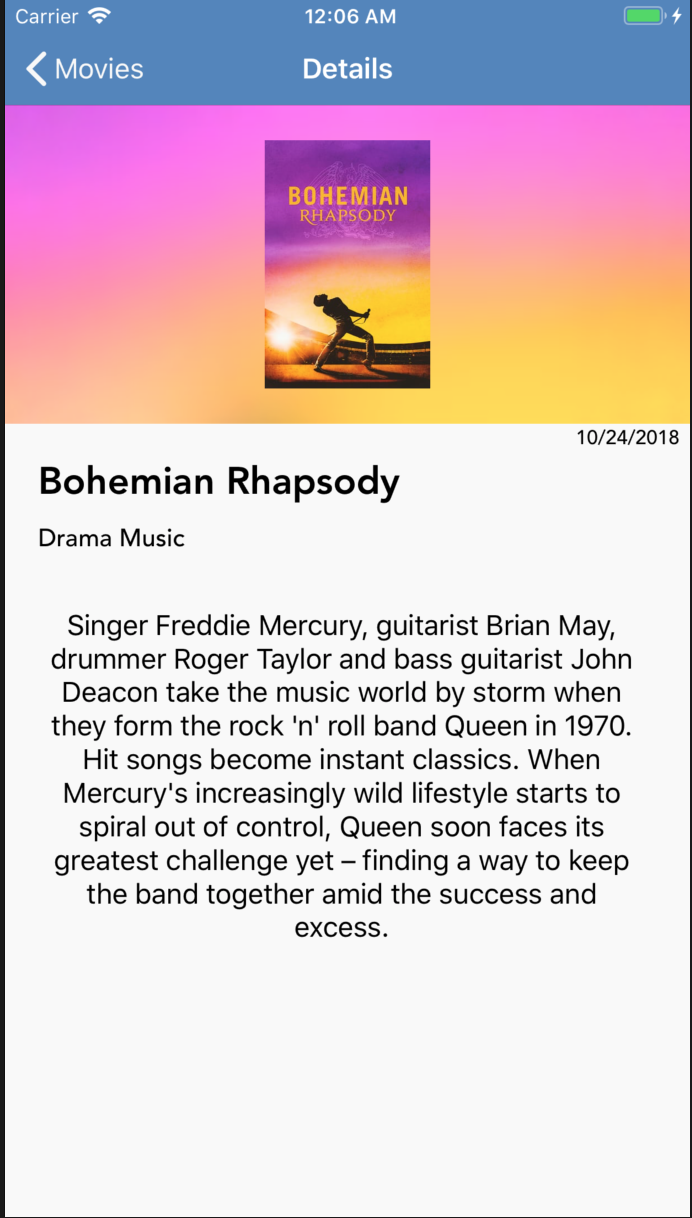 Carrier 12:06 AM
Movies Details
BOHEMIAN
RHAPSODY
10/24/2018
Bohemian Rhapsody
Drama Music
Singer Freddie Mercury, guitarist Brian May,
drummer Roger Taylor and bass guitarist John
Deacon take the music world by storm when
they form the rock 'n' roll band Queen in 1970.
Hit songs become instant classics. When
Mercury's increasingly wild lifestyle starts to
spiral out of control, Queen soon faces its
greatest challenge yet – finding a way to keep
the band together amid the success and
excess.